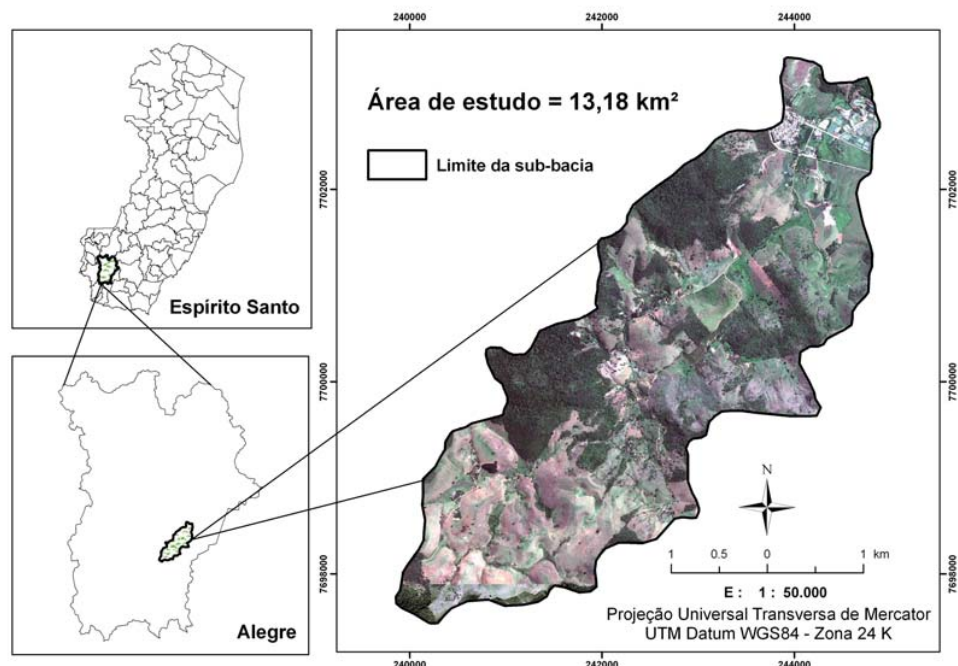 240000
242000
244000
Área de estudo = 13,18 km²
Limite da sub-bacia
7702000
7702000
Espírito Santo
7700000
7700000
N
1 0.5 0 1 km
7698000
7698000
E : 1 : 50.000
Projeção Universal Transversa de Mercator
UTM Datum WGS84 - Zona 24 K
Alegre
240000
242000
244000